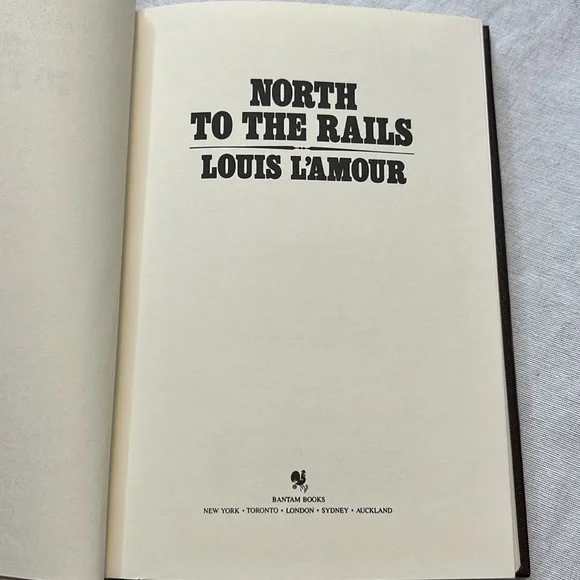 NORTH
TO THE RAILS
LOUIS L'AMOUR
BANTAM BOOKS
NEW YORK • TORONTO • LONDON • SYDNEY • AUCKLAND